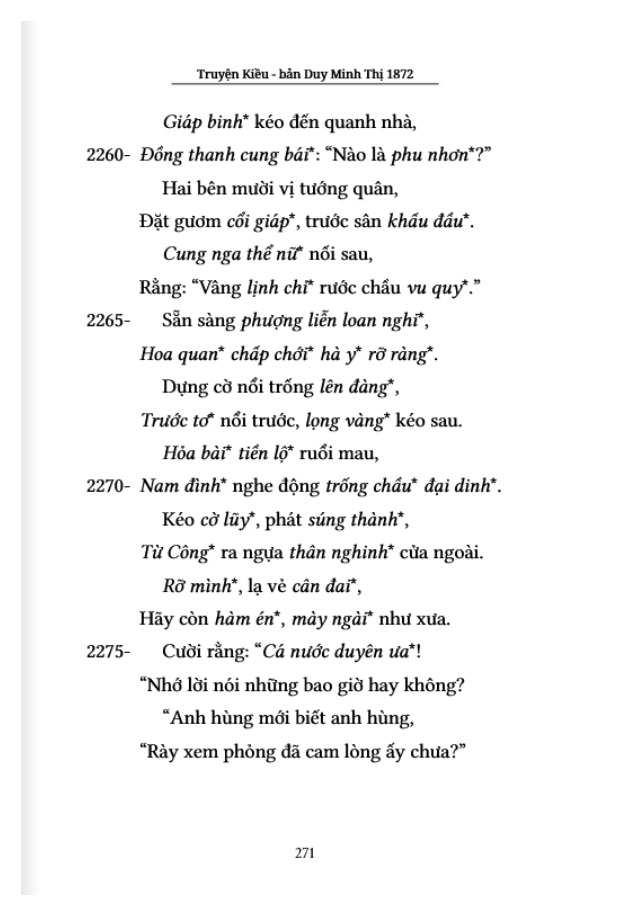 Truyện Kiều - bản Duy Minh Thị 1872
Giáp binh* kéo đến quanh nhà,
2260- Đồng thanh cung bái*: “Nào là phu nhơn*?”
Hai bên mười vị tướng quân,
Đặt gươm cổi giáp*, trước sân khấu đầu*.
Cung nga thể nữ* nối sau,
Rằng: “Vâng lịnh chỉ* rước chầu vu quy*.”
2265- Sẵn sàng phượng liễn loan nghi*,
Hoa quan* chấp chới* hà y* rỡ ràng*.
Dựng cờ nổi trống lên đàng*,
Trước tơ* nổi trước, lọng vàng* kéo sau.
Hỏa bài* tiền lộ* ruổi mau,
2270- Nam đình* nghe động trống chầu* đại dinh*.
Kéo cờ lũy*, phát súng thành*,
Từ Công* ra ngựa thân nghinh* cửa ngoài.
Rỡ mình*, lạ vẻ cân đai*,
Hãy còn hàm én*, mày ngài* như xưa.
2275- Cười rằng: “Cá nước duyên ưa*!
“Nhớ lời nói những bao giờ hay không?
“Anh hùng mới biết anh hùng,
“Rày xem phỏng đã cam lòng ấy chưa?”
271